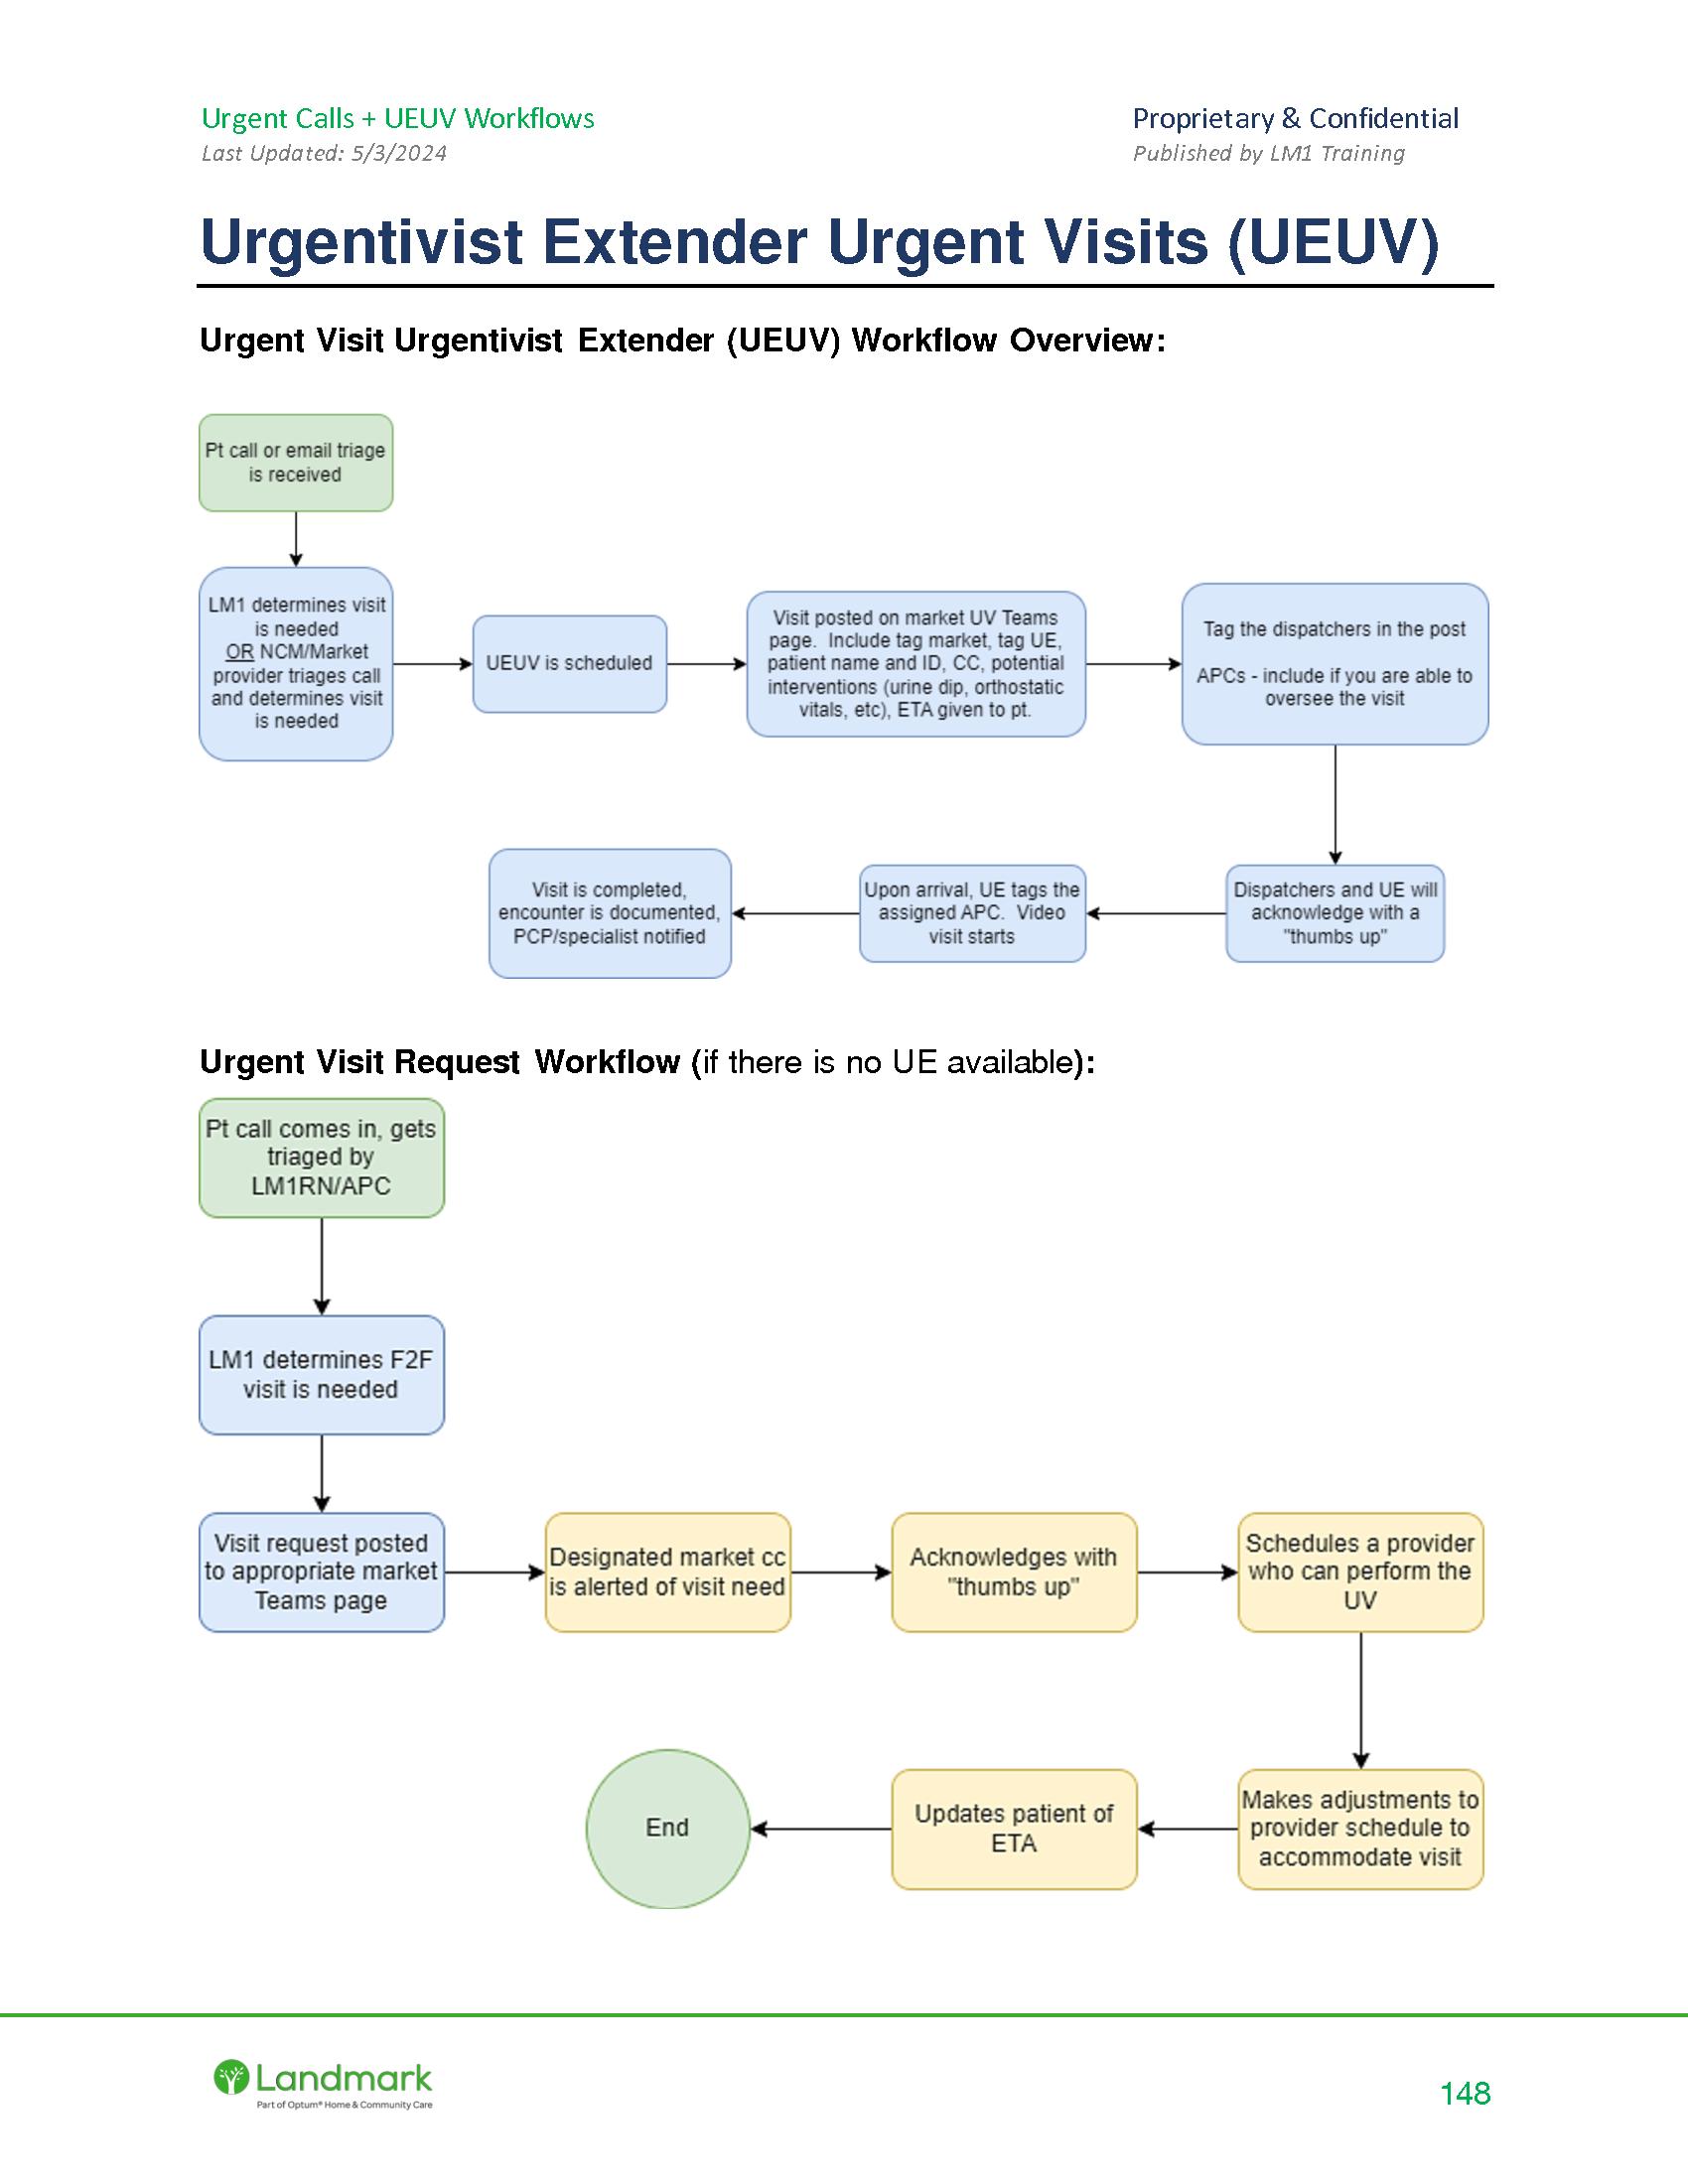 Urgent Calls + UEUV Workflows
Proprietary & Confidential
Last Updated: 5/3/2024
Published by LM1 Training
Urgentivist Extender Urgent Visits (UEUV)
Urgent Visit Urgentivist Extender (UEUV) Workflow Overview:
Pt call or email triage
is received
LM1 determines visit
is needed
OR NCM/Market
provider triages call
and determines visit
is needed
UEUV is scheduled
Visit posted on market UV Teams
page. Include tag market, tag UE,
patient name and ID, CC, potential
interventions (urine dip, orthostatic
vitals, etc), ETA given to pt.
Tag the dispatchers in the post
APCs - include if you are able to
oversee the visit
Dispatchers and UE will
acknowledge with a
"thumbs up"
Upon arrival, UE tags the
assigned APC. Video
visit starts
Visit is completed,
encounter is documented,
PCP/specialist notified
Urgent Visit Request Workflow (if there is no UE available):
Pt call comes in, gets
triaged by
LM1RN/APC
LM1 determines F2F
visit is needed
Visit request posted
to appropriate market
Teams page
Designated market cc
is alerted of visit need
Acknowledges with
"thumbs up"
Schedules a provider
who can perform the
UV
Makes adjustments to
provider schedule to
accommodate visit
Updates patient of
ETA
End
Landmark
Part of Optum® Home & Community Care
148